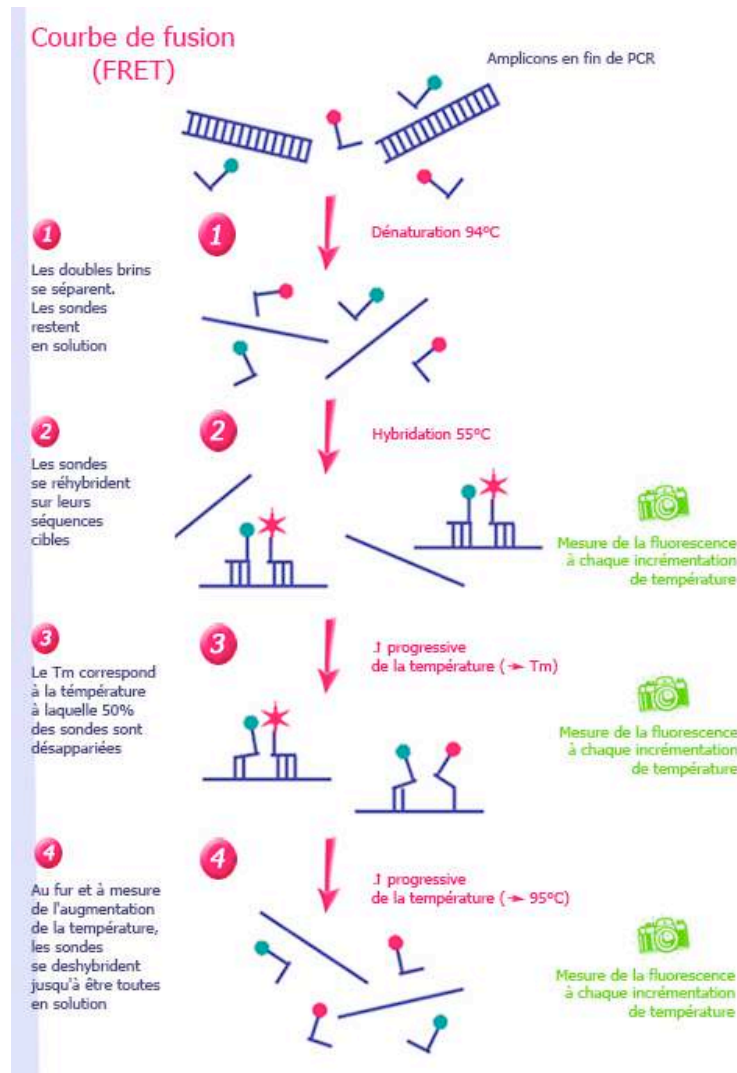 Courbe de fusion
(FRET)
Amplicons en fin de PCR
1
Les doubles brins
se séparent.
Les sondes
restent
en solution
1
Dénaturation 94°C
2
Les sondes
se réhybrident
sur leurs
séquences
cibles
2
Hybridation 55°C
Mesure de la fluorescence
à chaque incrémentation
de température
3
Le Tm correspond
à la témpérature
à laquelle 50%
des sondes sont
désappariées
3
progressive
de la température (→ Tm)
Mesure de la fluorescence
à chaque incrémentation
de température
4
Au fur et à mesure
de l'augmentation
de la température,
les sondes
se deshybrident
jusqu'à être toutes
en solution
4
progressive
de la température (→ 95°C)
Mesure de la fluorescence
à chaque incrémentation
de température